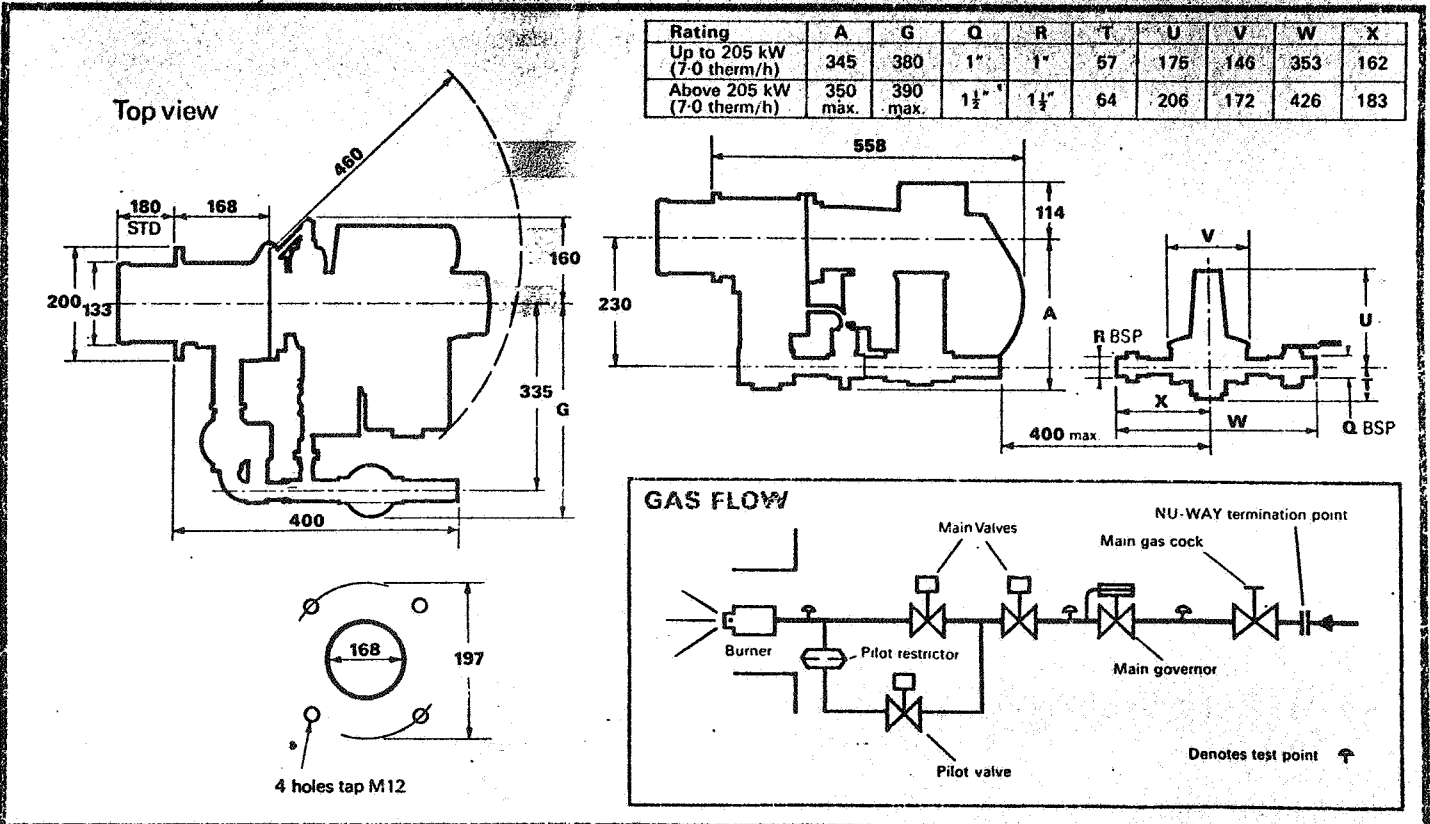 Rating A G Q R T U V W X
Up to 205 kW
(7·0 therm/h) 345 380 1" 1" 57 175 146 353 162
Above 205 kW
(7·0 therm/h) 350 max. 390 max. 1½" 1½" 64 206 172 426 183
Top view
460
180 STD
168
160
200
133
335
G
400
558
114
230
A
V
U
R BSP
T
X
W
Q BSP
400 max
168
197
4 holes tap M12
GAS FLOW
NU-WAY termination point
Main Valves
Main gas cock
Burner
Pilot restrictor
Main governor
Pilot valve
Denotes test point